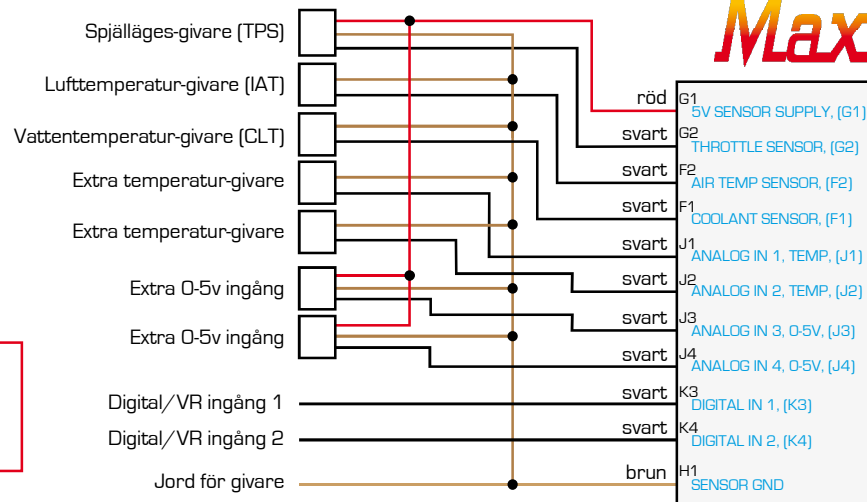 Max
Spjälläges-givare (TPS)
Lufttemperatur-givare (IAT)
Vattentemperatur-givare (CLT)
Extra temperatur-givare
Extra temperatur-givare
Extra 0-5v ingång
Extra 0-5v ingång
Digital/VR ingång 1
Digital/VR ingång 2
Jord för givare
röd G1
5V SENSOR SUPPLY, (G1)
svart G2
THROTTLE SENSOR, (G2)
svart F2
AIR TEMP SENSOR, (F2)
svart F1
COOLANT SENSOR, (F1)
svart J1
ANALOG IN 1, TEMP, (J1)
svart J2
ANALOG IN 2, TEMP, (J2)
svart J3
ANALOG IN 3, 0-5V, (J3)
svart J4
ANALOG IN 4, 0-5V, (J4)
svart K3
DIGITAL IN 1, (K3)
svart K4
DIGITAL IN 2, (K4)
brun H1
SENSOR GND